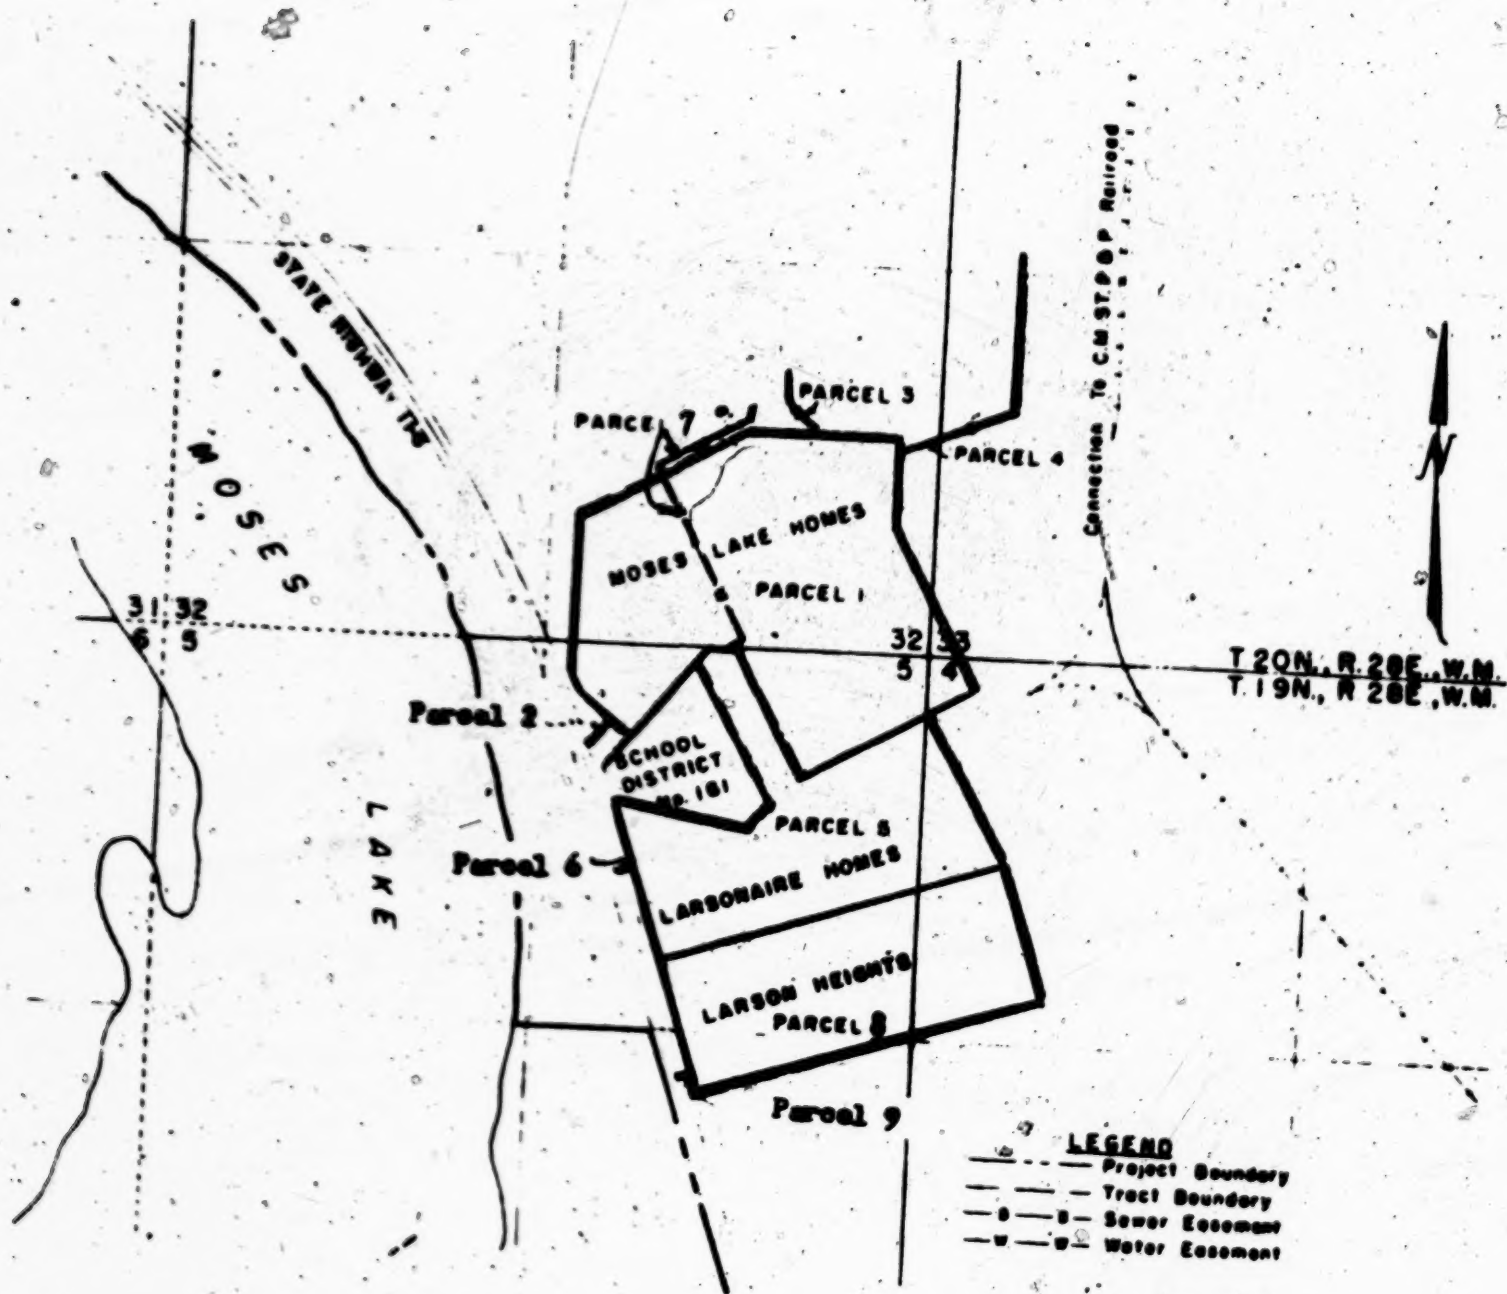 Connection To C.M.ST.P.&P. Railroad
STATE HIGHWAY
PARCEL 3
PARCEL 7
PARCEL 4
MOSES
LAKE
MOSES LAKE HOMES
PARCEL 1
31 32
6 5
32 33
5 4
T. 20N., R. 28E., W.M.
T. 19N., R. 28E., W.M.
Parcel 2
SCHOOL
DISTRICT
No. 161
PARCEL 5
Parcel 6
LARSONAIRE HOMES
LARSON HEIGHTS
PARCEL 8
Parcel 9
N
LEGEND
Project Boundary
Tract Boundary
S S Sewer Easement
W W Water Easement